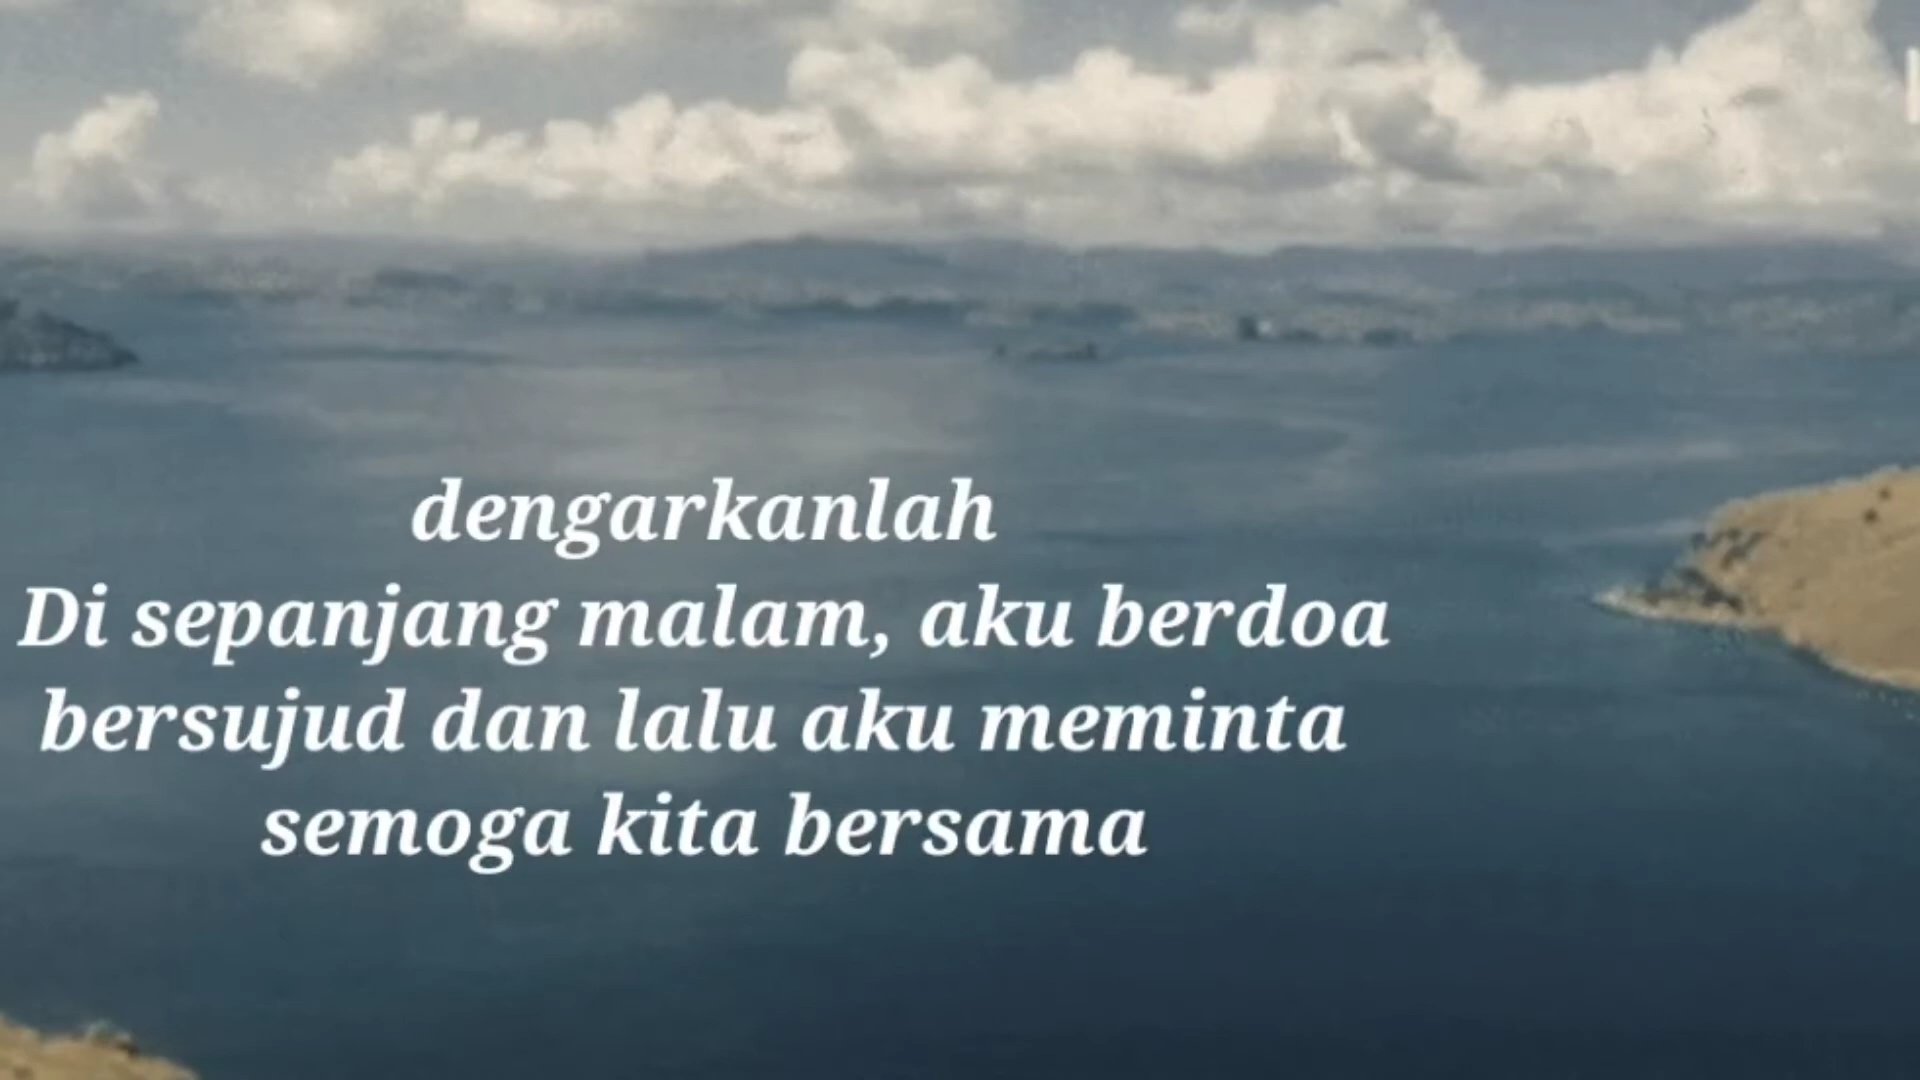 dengarkanlah
Di sepanjang malam, aku berdoa
bersujud dan lalu aku meminta
semoga kita bersama